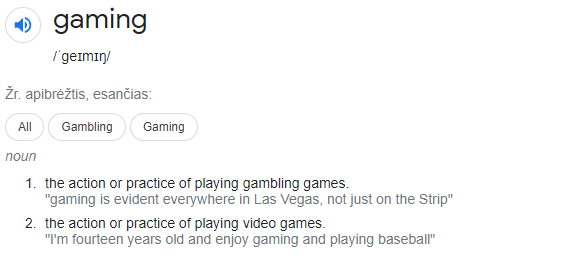 gaming
/ˈɡeɪmɪŋ/
Žr. apibrėžtis, esančias:
All Gambling Gaming
noun
1. the action or practice of playing gambling games.
"gaming is evident everywhere in Las Vegas, not just on the Strip"
2. the action or practice of playing video games.
"I'm fourteen years old and enjoy gaming and playing baseball"